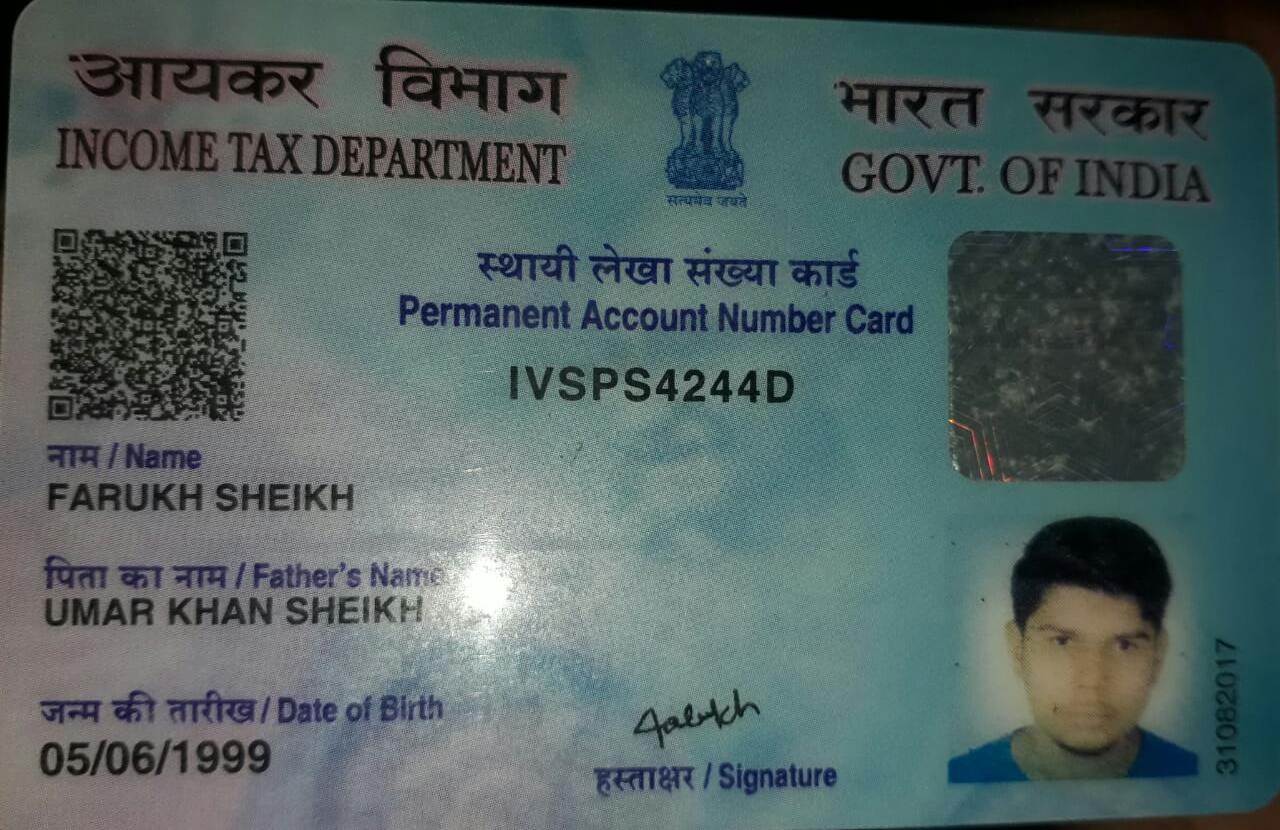 आयकर विभाग
INCOME TAX DEPARTMENT
सत्यमेव जयते
भारत सरकार
GOVT. OF INDIA
स्थायी लेखा संख्या कार्ड
Permanent Account Number Card
IVSPS4244D
नाम / Name
FARUKH SHEIKH
पिता का नाम / Father's Name
UMAR KHAN SHEIKH
जन्म की तारीख / Date of Birth
05/06/1999
Farukh
हस्ताक्षर / Signature
31082017